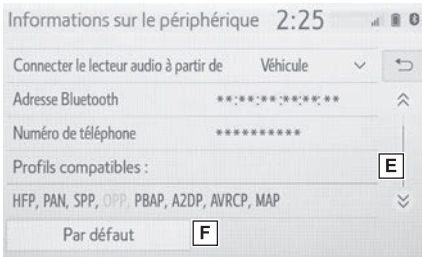 Informations sur le périphérique 2:25
Connecter le lecteur audio à partir de Véhicule
Adresse Bluetooth **:**:**:**:**:**
Numéro de téléphone **********
Profils compatibles :
E
HFP, PAN, SPP, OPP, PBAP, A2DP, AVRCP, MAP
Par défaut F